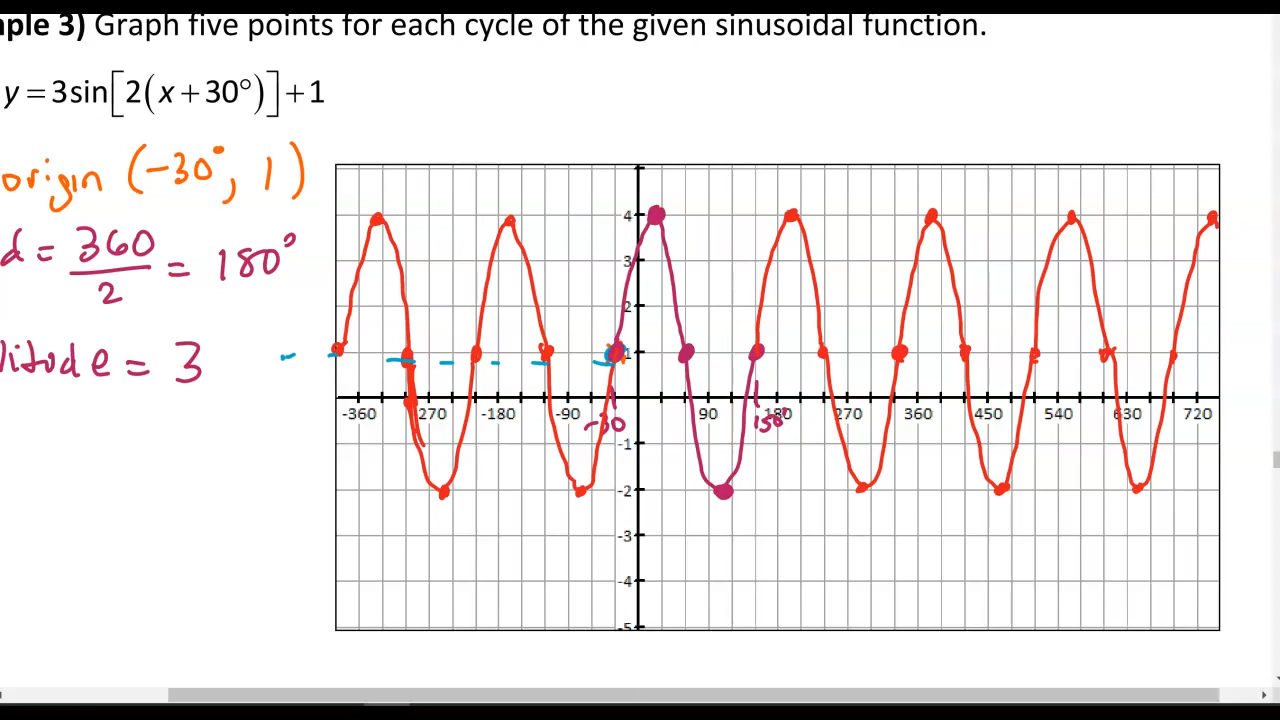 ple 3) Graph five points for each cycle of the given sinusoidal function.
y = 3sin[2(x + 30°)] + 1
origin (-30°, 1)
d = 360/2 = 180°
litude = 3
4
3
2
1
-360 270 -180 -90 90 180 270 360 450 540 630 720
-30 150°
-1
-2
-3
-4
-5